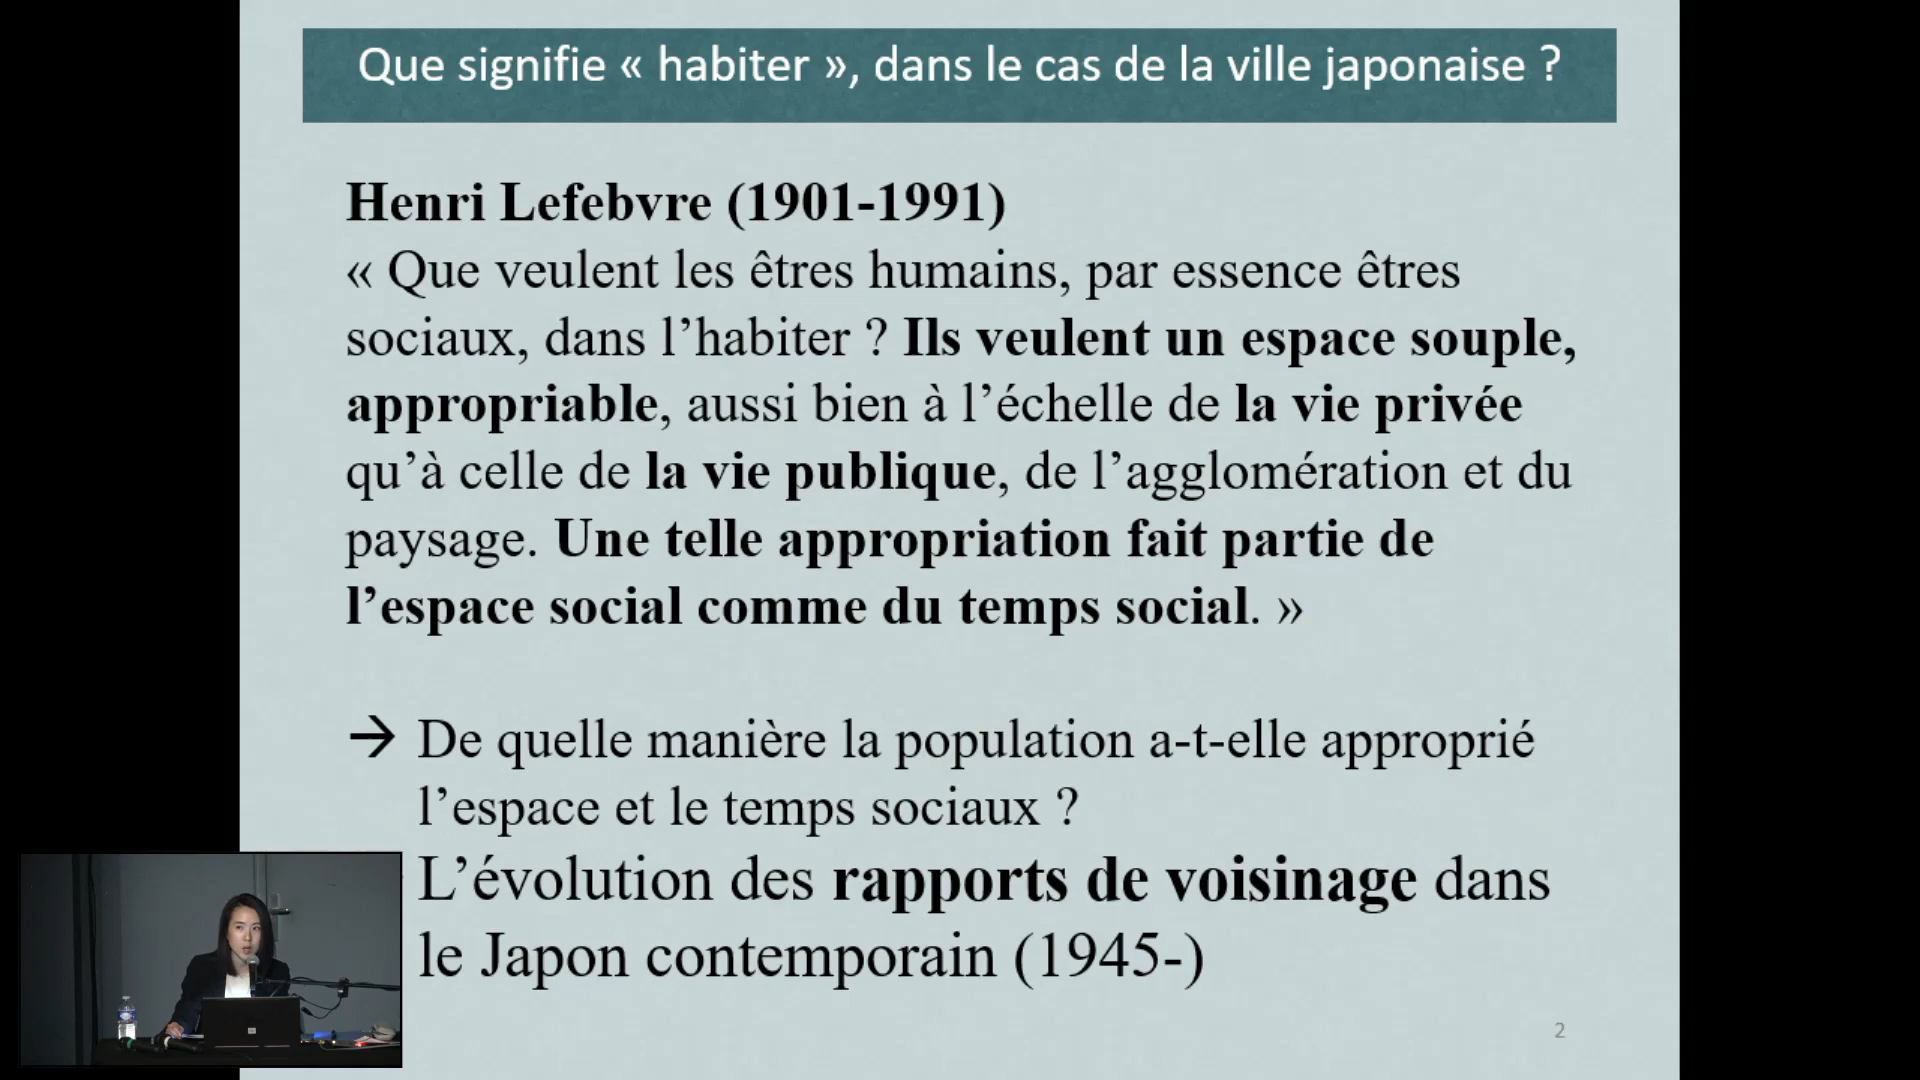 Que signifie « habiter », dans le cas de la ville japonaise ?
Henri Lefebvre (1901-1991)
« Que veulent les êtres humains, par essence êtres
sociaux, dans l’habiter ? Ils veulent un espace souple,
appropriable, aussi bien à l’échelle de la vie privée
qu’à celle de la vie publique, de l’agglomération et du
paysage. Une telle appropriation fait partie de
l’espace social comme du temps social. »
→ De quelle manière la population a-t-elle approprié
l’espace et le temps sociaux ?
L’évolution des rapports de voisinage dans
le Japon contemporain (1945-)
2